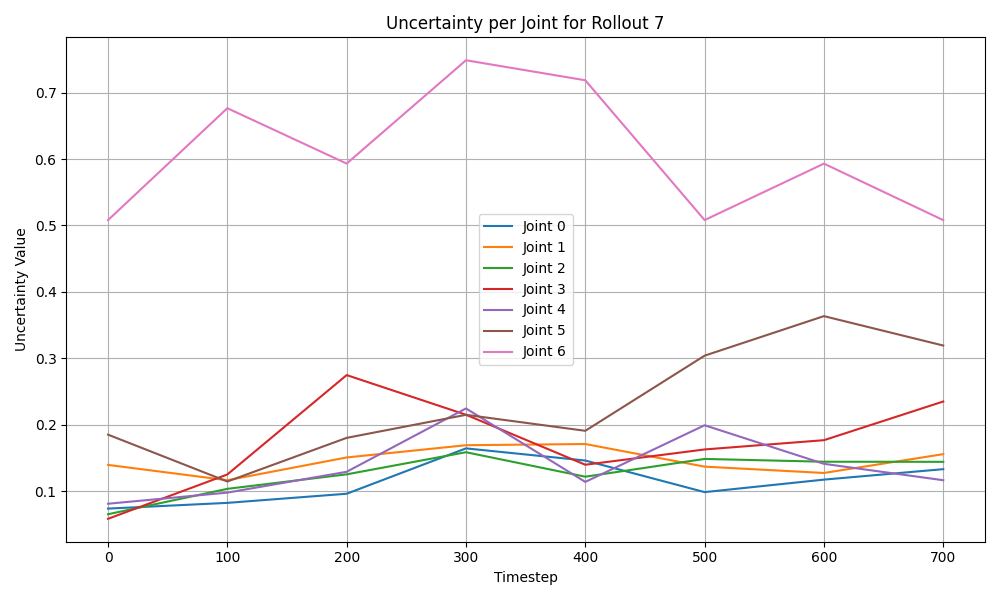 Uncertainty per Joint for Rollout 7
Uncertainty Value
0.7
0.6
0.5
0.4
0.3
0.2
0.1
Joint 0
Joint 1
Joint 2
Joint 3
Joint 4
Joint 5
Joint 6
0 100 200 300 400 500 600 700
Timestep